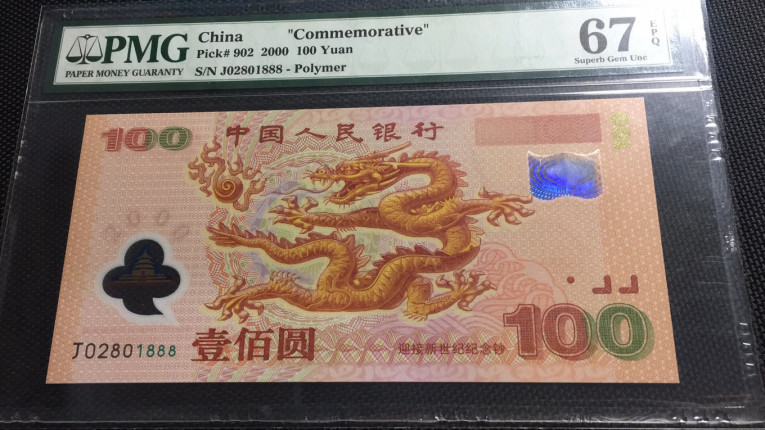 PMG
PAPER MONEY GUARANTY
China "Commemorative"
Pick# 902 2000 100 Yuan
S/N J02801888 - Polymer
67 EPQ
Superb Gem Unc
100 中国人民银行
2000
J02801888
壹佰圆
迎接新世纪纪念钞
100